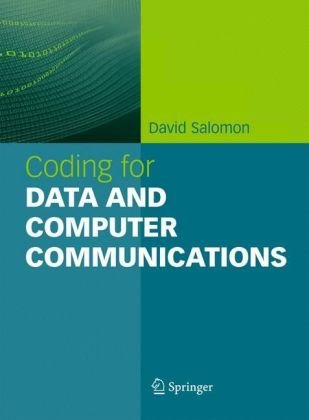 David Salomon
Coding for
DATA AND
COMPUTER
COMMUNICATIONS
Springer